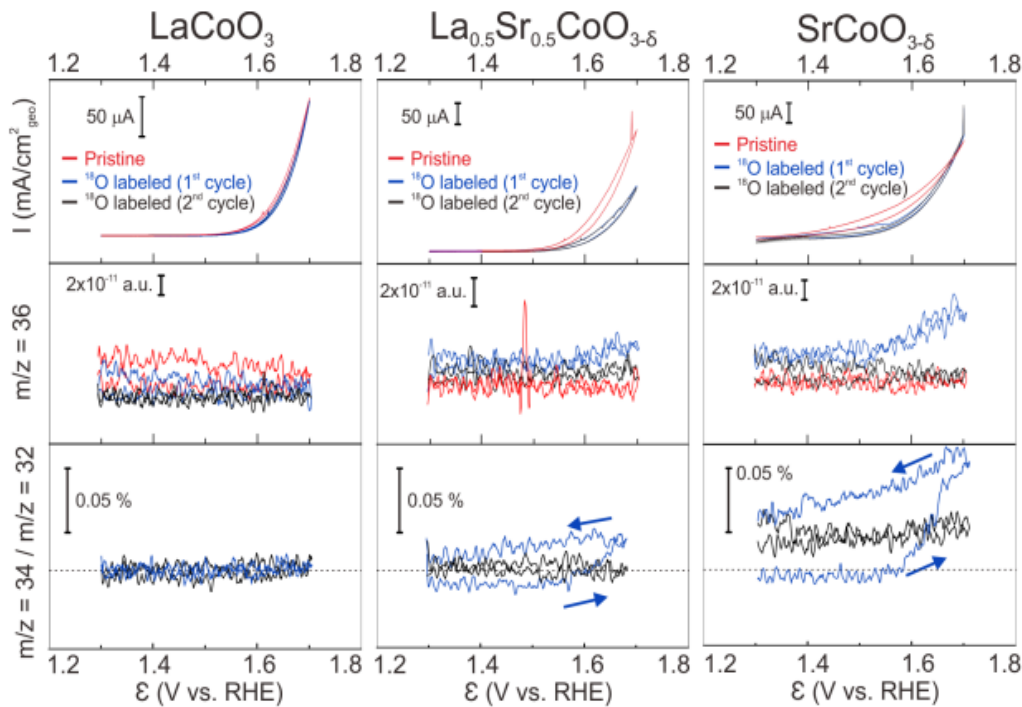 LaCoO₃ La₀.₅Sr₀.₅CoO₃₋δ SrCoO₃₋δ
1.2 1.4 1.6 1.8 1.2 1.4 1.6 1.8 1.2 1.4 1.6 1.8
I (mA/cm²geo)
50 μA
Pristine
¹⁸O labeled (1ˢᵗ cycle)
¹⁸O labeled (2ⁿᵈ cycle)
50 μA
Pristine
¹⁸O labeled (1ˢᵗ cycle)
¹⁸O labeled (2ⁿᵈ cycle)
50 μA
Pristine
¹⁸O labeled (1ˢᵗ cycle)
¹⁸O labeled (2ⁿᵈ cycle)
m/z = 36
2x10⁻¹¹ a.u.
2x10⁻¹¹ a.u.
2x10⁻¹¹ a.u.
m/z = 34 / m/z = 32
0.05 %
0.05 %
0.05 %
1.2 1.4 1.6 1.8 1.2 1.4 1.6 1.8 1.2 1.4 1.6 1.8
ℇ (V vs. RHE) ℇ (V vs. RHE) ℇ (V vs. RHE)